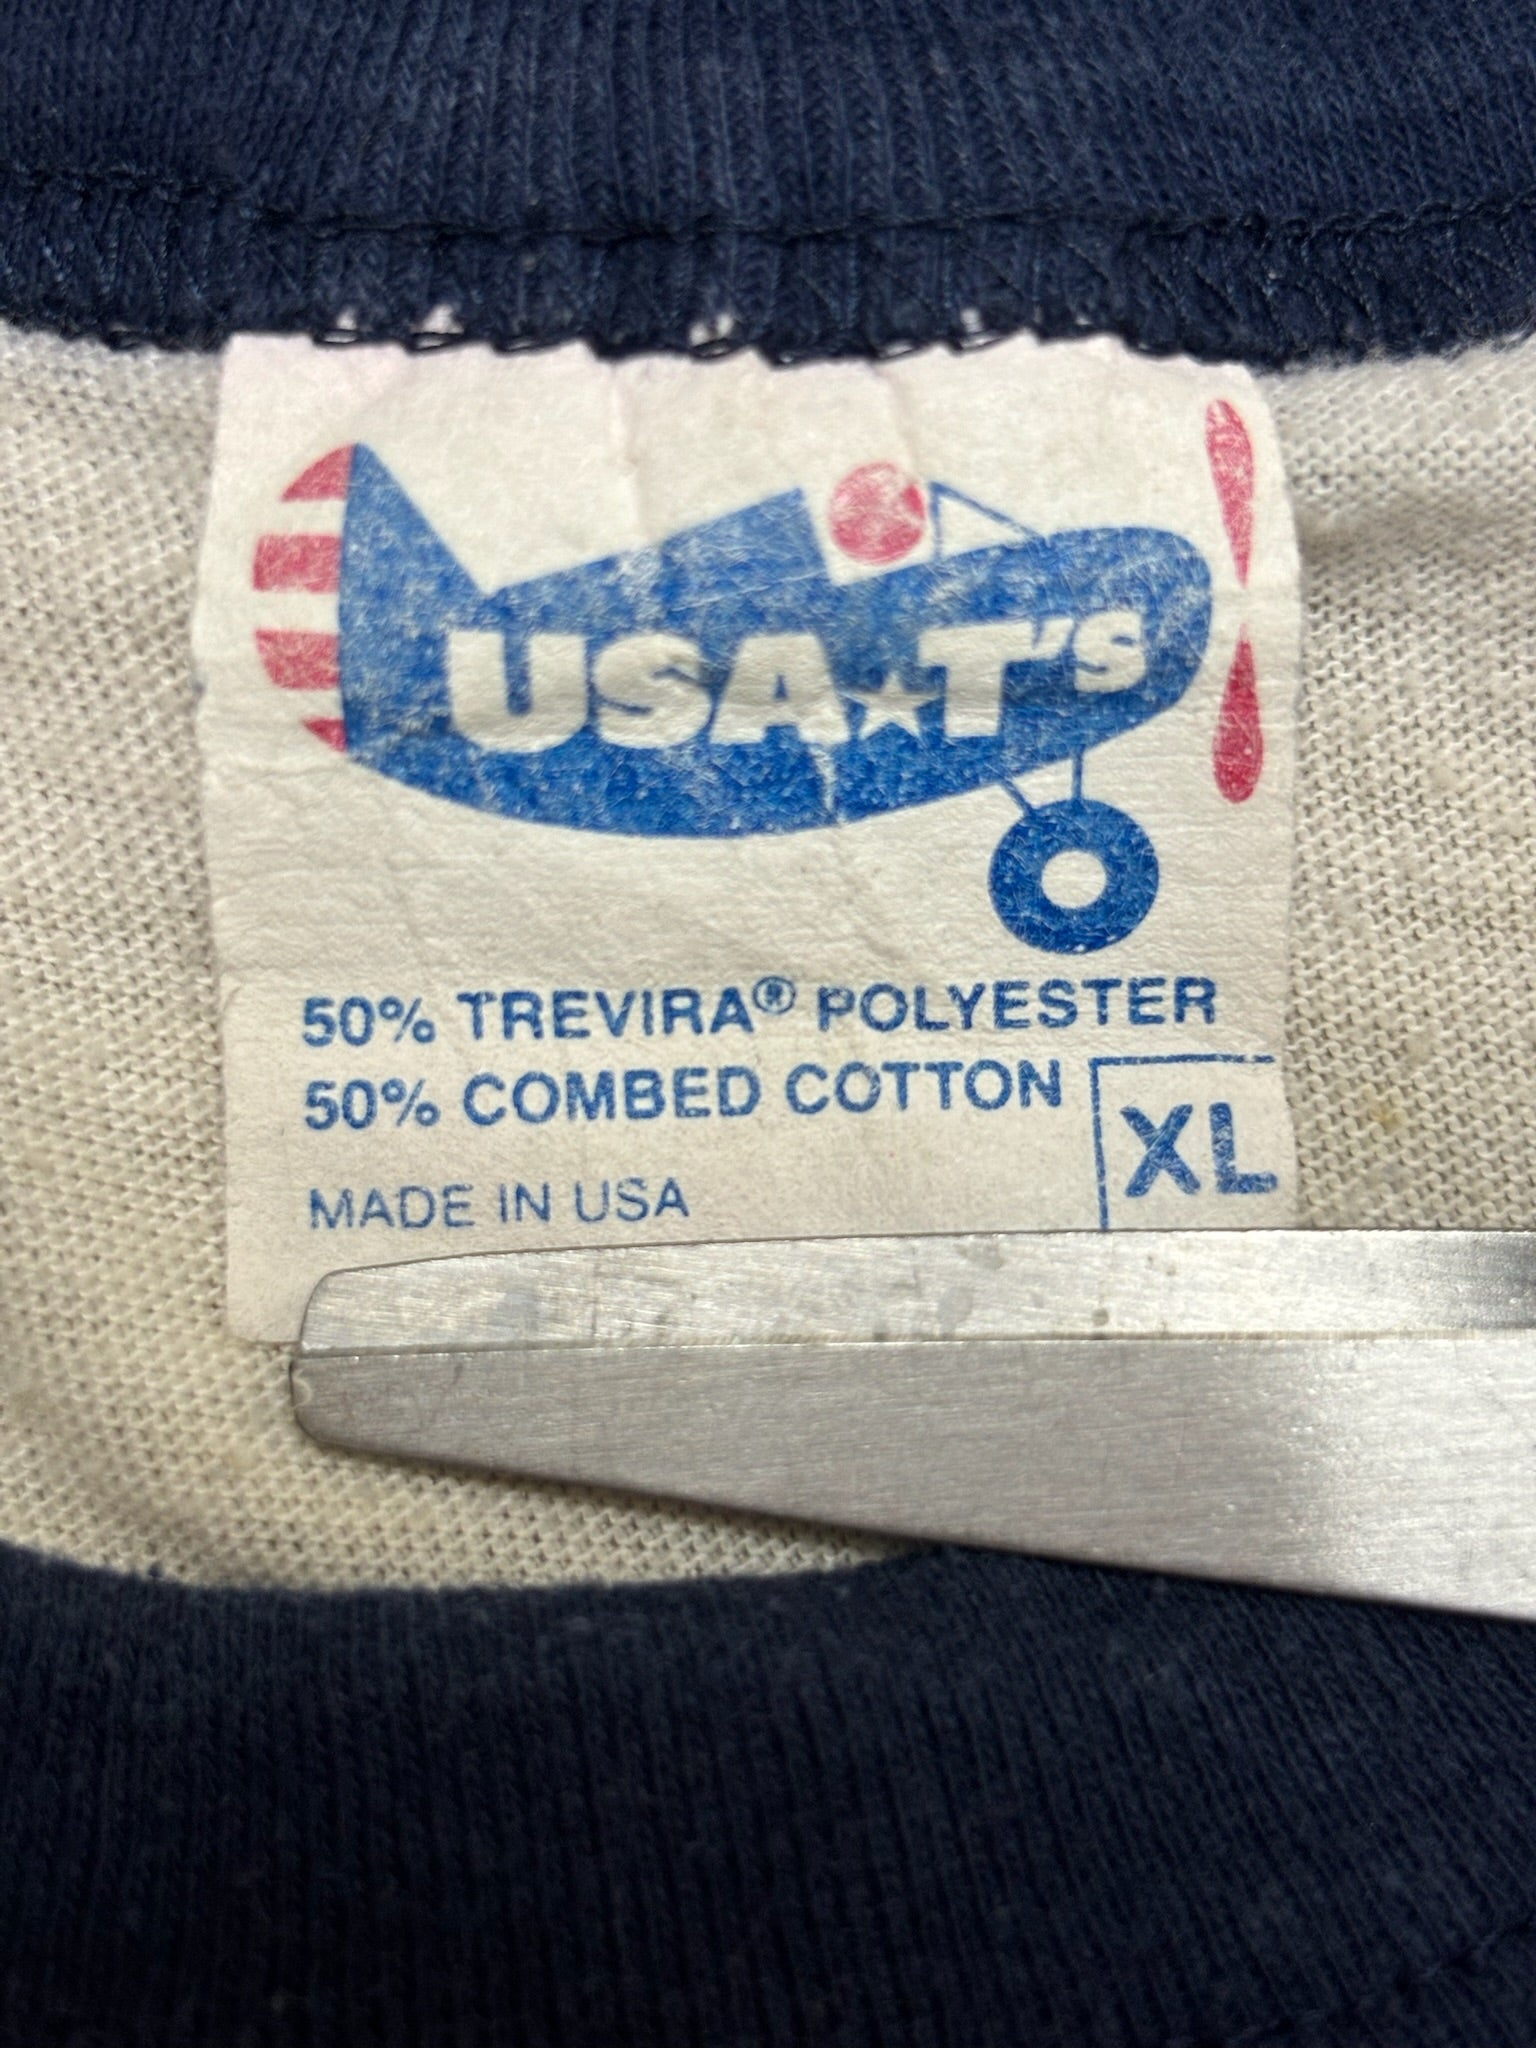 USA★T's
50% TREVIRA® POLYESTER
50% COMBED COTTON
XL
MADE IN USA